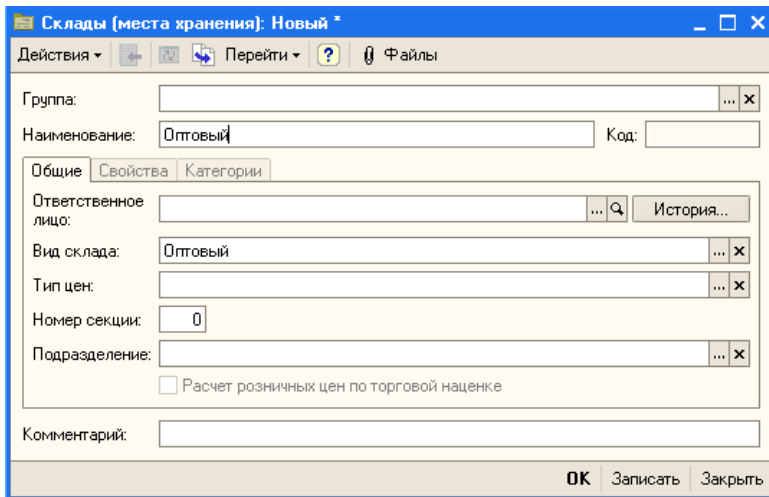 Склады (места хранения): Новый *
Действия Перейти ? Файлы
Группа: ... x
Наименование: Оптовый Код:
Общие Свойства Категории
Ответственное
лицо: ... История...
Вид склада: Оптовый ... x
Тип цен: ... x
Номер секции: 0
Подразделение: ... x
Расчет розничных цен по торговой наценке
Комментарий:
OK Записать Закрыть